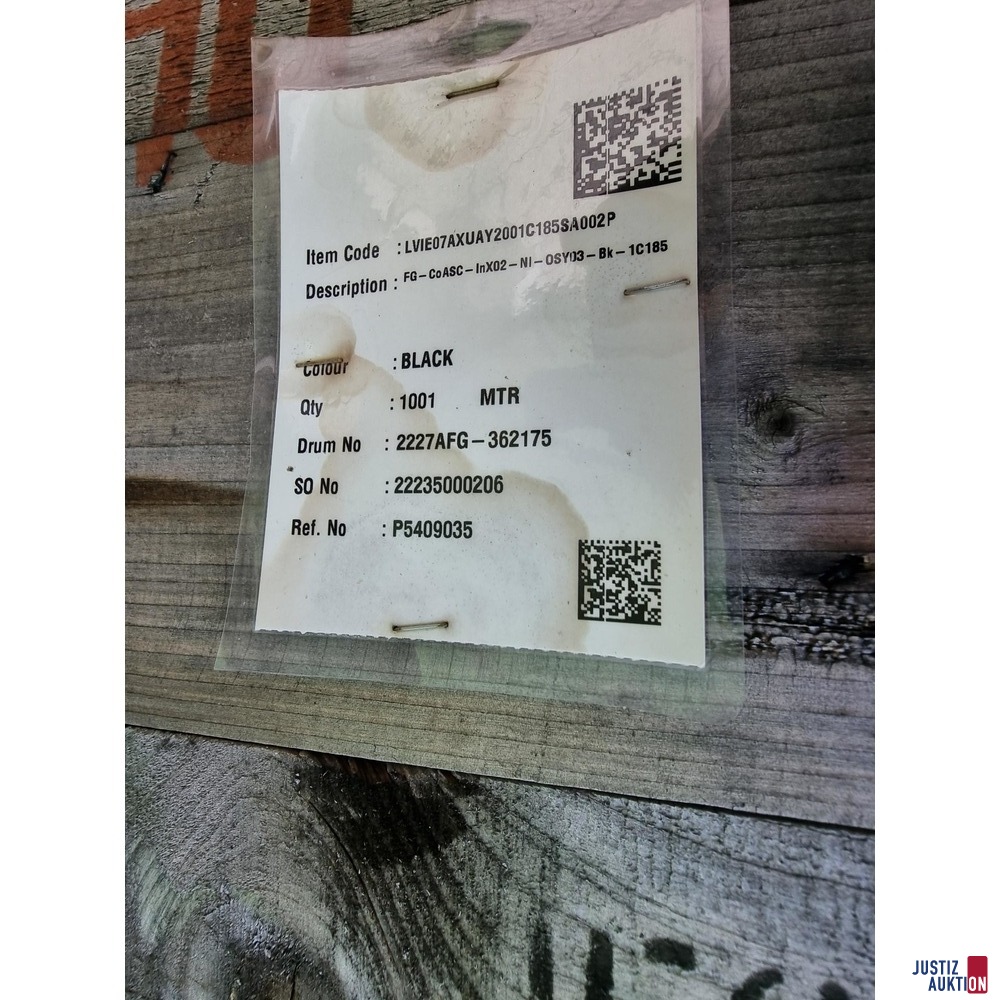 Item Code : LVIE07AXUAY2001C185SA002P
Description : FG-CoASC-InX02-NI-OSY03-Bk-1C185
Colour : BLACK
Qty : 1001 MTR
Drum No : 2227AFG-362175
SO No : 22235000206
Ref. No : P5409035
JUSTIZ
AUKTION